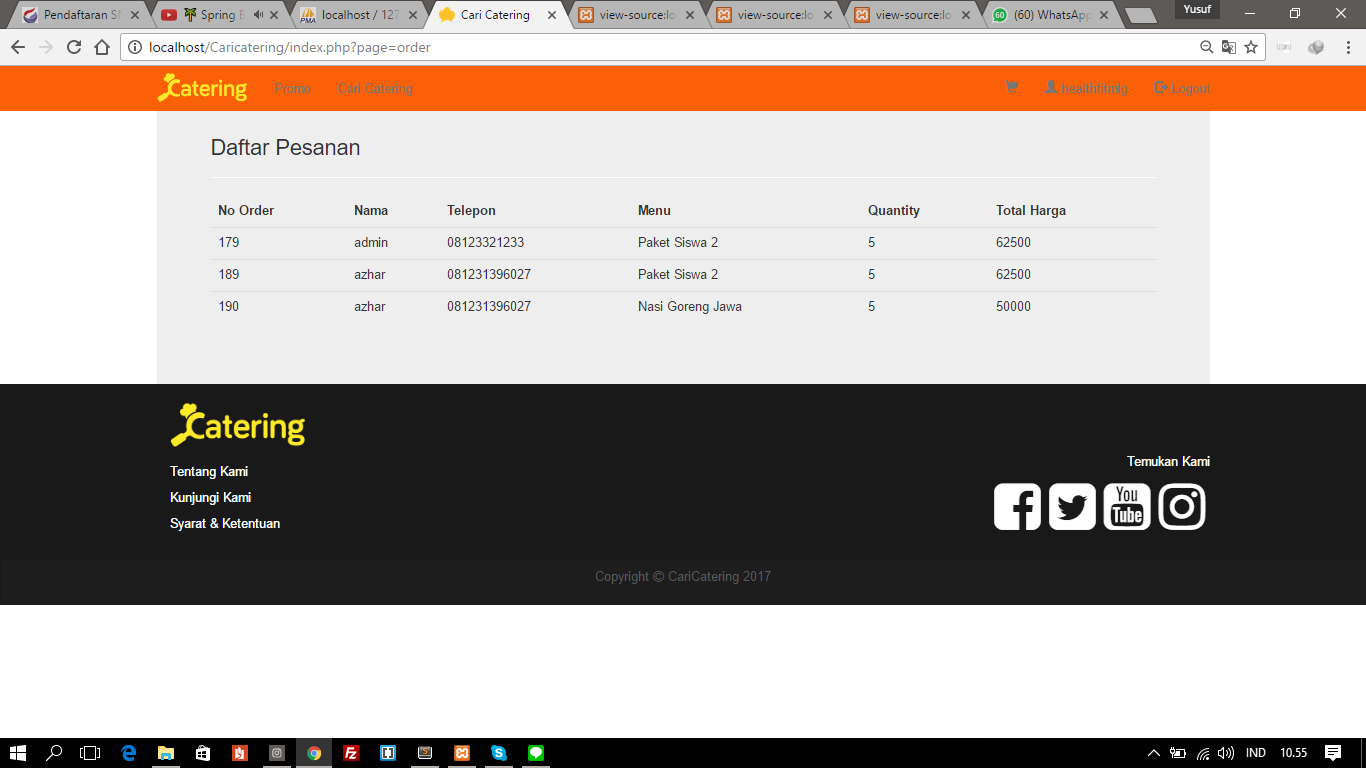 Pendaftaran S
Spring
localhost / 127
Cari Catering
view-source:lo
view-source:lo
view-source:lo
(60) WhatsApp
Yusuf
localhost/Caricatering/index.php?page=order
Catering
Promo
Cari Catering
healthfitmlg
Logout
Daftar Pesanan
No Order Nama Telepon Menu Quantity Total Harga
179 admin 08123321233 Paket Siswa 2 5 62500
189 azhar 081231396027 Paket Siswa 2 5 62500
190 azhar 081231396027 Nasi Goreng Jawa 5 50000
Catering
Tentang Kami
Kunjungi Kami
Syarat & Ketentuan
Temukan Kami
You
Tube
Copyright © CariCatering 2017
IND 10.55